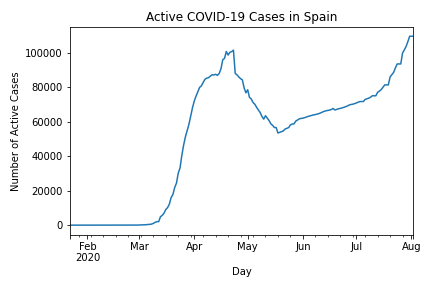 Active COVID-19 Cases in Spain
Number of Active Cases
100000
80000
60000
40000
20000
0
Feb
2020
Mar
Apr
May
Jun
Jul
Aug
Day